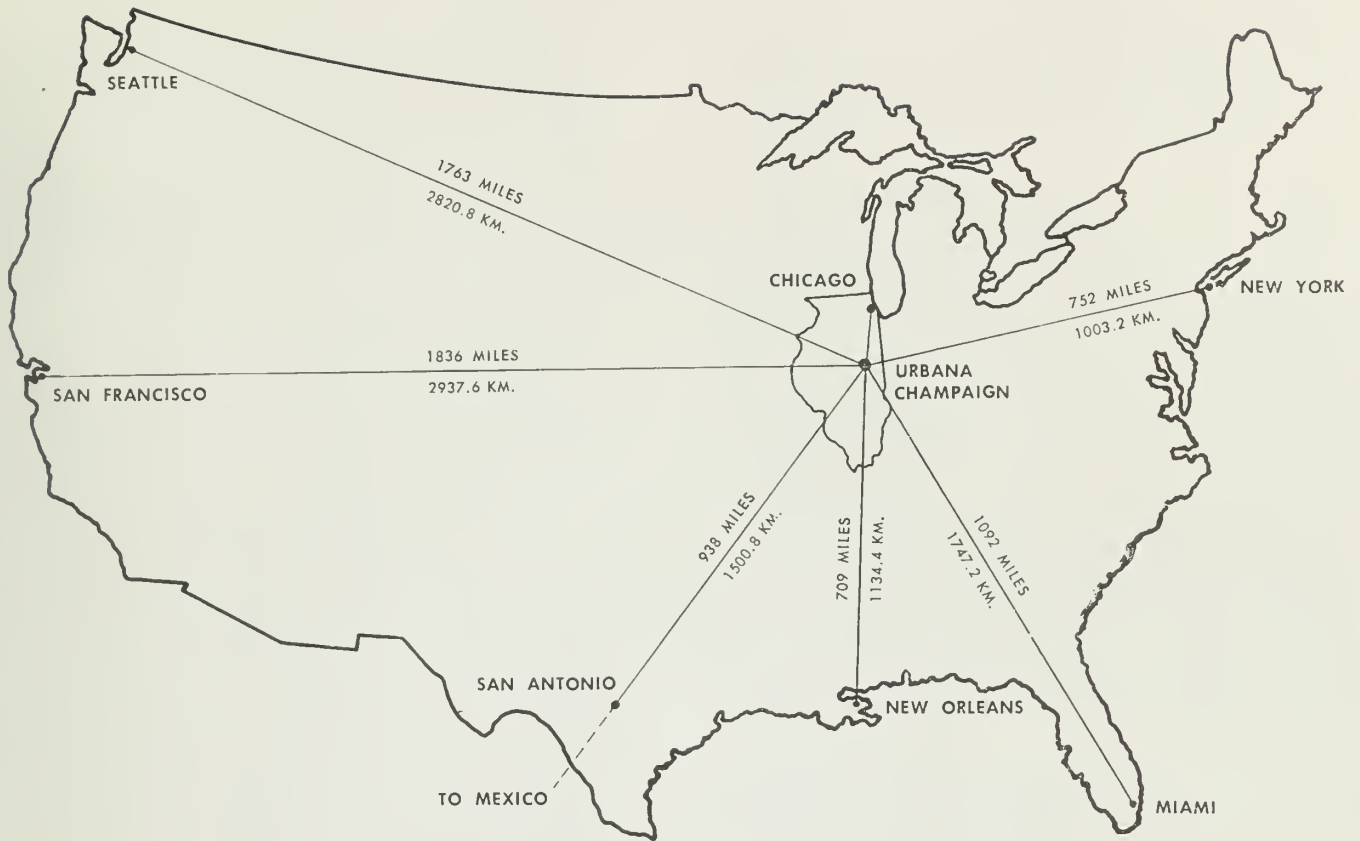 SEATTLE
1763 MILES
2820.8 KM.
CHICAGO
752 MILES
1003.2 KM.
NEW YORK
1836 MILES
2937.6 KM.
SAN FRANCISCO
URBANA
CHAMPAIGN
938 MILES
1500.8 KM.
709 MILES
1134.4 KM.
1092 MILES
1747.2 KM.
SAN ANTONIO
NEW ORLEANS
TO MEXICO
MIAMI